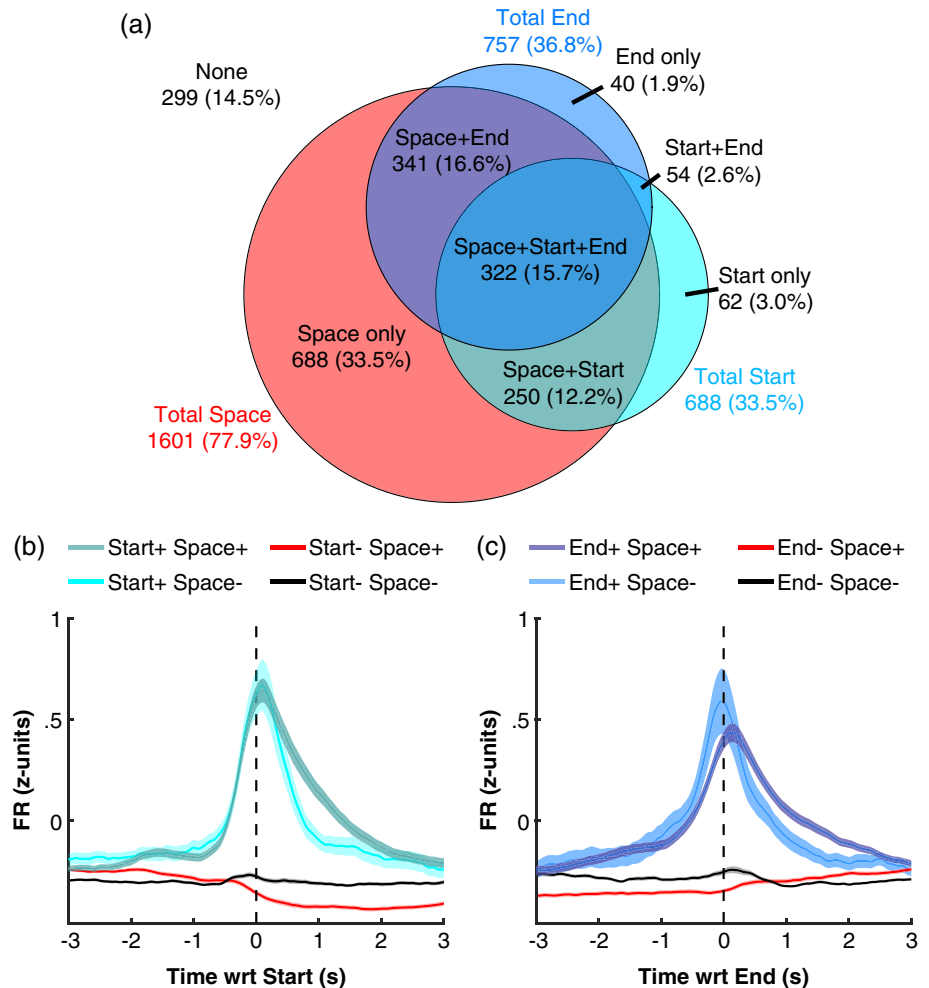 (a)
Total End
757 (36.8%)
End only
40 (1.9%)
None
299 (14.5%)
Space+End
341 (16.6%)
Start+End
54 (2.6%)
Space+Start+End
322 (15.7%)
Start only
62 (3.0%)
Space only
688 (33.5%)
Space+Start
250 (12.2%)
Total Start
688 (33.5%)
Total Space
1601 (77.9%)
(b)
Start+ Space+
Start- Space+
Start+ Space-
Start- Space-
1
.5
0
FR (z-units)
-3 -2 -1 0 1 2 3
Time wrt Start (s)
(c)
End+ Space+
End- Space+
End+ Space-
End- Space-
1
.5
0
FR (z-units)
-3 -2 -1 0 1 2 3
Time wrt End (s)